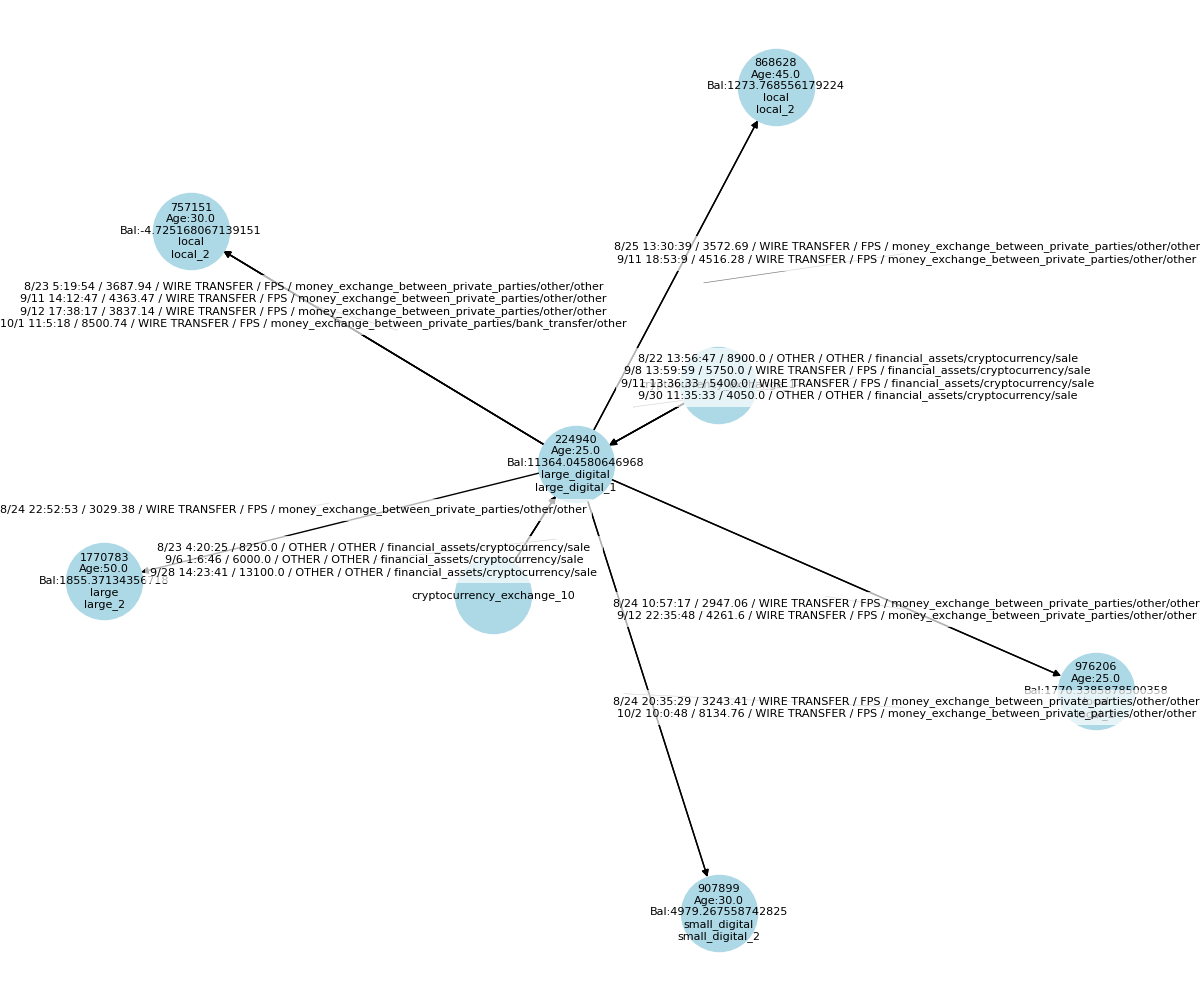 868628
Age:45.0
Bal:1273.768556179224
local
local_2
757151
Age:30.0
Bal:-4.725168067139151
local
local_2
8/25 13:30:39 / 3572.69 / WIRE TRANSFER / FPS / money_exchange_between_private_parties/other/other
9/11 18:53:9 / 4516.28 / WIRE TRANSFER / FPS / money_exchange_between_private_parties/other/other
8/23 5:19:54 / 3687.94 / WIRE TRANSFER / FPS / money_exchange_between_private_parties/other/other
9/11 14:12:47 / 4363.47 / WIRE TRANSFER / FPS / money_exchange_between_private_parties/other/other
9/12 17:38:17 / 3837.14 / WIRE TRANSFER / FPS / money_exchange_between_private_parties/other/other
10/1 11:5:18 / 8500.74 / WIRE TRANSFER / FPS / money_exchange_between_private_parties/bank_transfer/other
8/22 13:56:47 / 8900.0 / OTHER / OTHER / financial_assets/cryptocurrency/sale
9/8 13:59:59 / 5750.0 / WIRE TRANSFER / FPS / financial_assets/cryptocurrency/sale
9/11 13:36:33 / 5400.0 / WIRE TRANSFER / FPS / financial_assets/cryptocurrency/sale
9/30 11:35:33 / 4050.0 / OTHER / OTHER / financial_assets/cryptocurrency/sale
224940
Age:25.0
Bal:11364.04580646968
large_digital
large_digital_1
8/24 22:52:53 / 3029.38 / WIRE TRANSFER / FPS / money_exchange_between_private_parties/other/other
8/23 4:20:25 / 8250.0 / OTHER / OTHER / financial_assets/cryptocurrency/sale
9/6 1:6:46 / 6000.0 / OTHER / OTHER / financial_assets/cryptocurrency/sale
9/28 14:23:41 / 13100.0 / OTHER / OTHER / financial_assets/cryptocurrency/sale
1770783
Age:50.0
Bal:1855.37134356718
large
large_2
cryptocurrency_exchange_10
8/24 10:57:17 / 2947.06 / WIRE TRANSFER / FPS / money_exchange_between_private_parties/other/other
9/12 22:35:48 / 4261.6 / WIRE TRANSFER / FPS / money_exchange_between_private_parties/other/other
976206
Age:25.0
Bal:1770.3385878500358
8/24 20:35:29 / 3243.41 / WIRE TRANSFER / FPS / money_exchange_between_private_parties/other/other
10/2 10:0:48 / 8134.76 / WIRE TRANSFER / FPS / money_exchange_between_private_parties/other/other
907899
Age:30.0
Bal:4979.267558742825
small_digital
small_digital_2